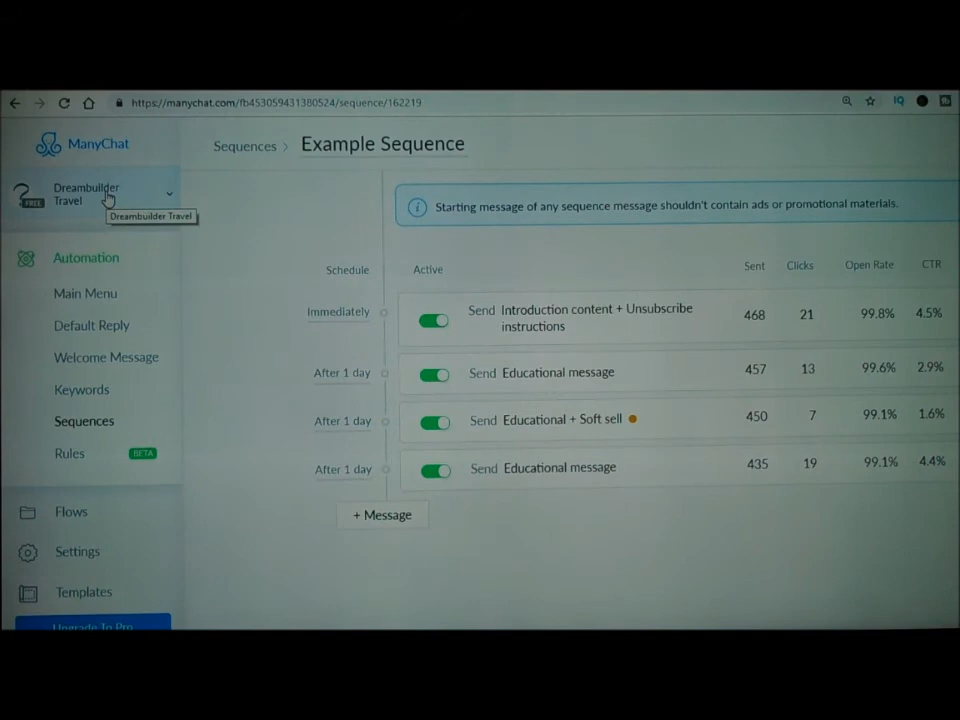 https://manychat.com/fb453059431380524/sequence/162219
IQ
ManyChat
Sequences > Example Sequence
Dreambuilder
Travel
FREE
Dreambuilder Travel
Starting message of any sequence message shouldn't contain ads or promotional materials.
Automation
Main Menu
Default Reply
Welcome Message
Keywords
Sequences
Rules BETA
Flows
Settings
Templates
Upgrade To Pro
Schedule Active Sent Clicks Open Rate CTR
Immediately Send Introduction content + Unsubscribe
instructions 468 21 99.8% 4.5%
After 1 day Send Educational message 457 13 99.6% 2.9%
After 1 day Send Educational + Soft sell 450 7 99.1% 1.6%
After 1 day Send Educational message 435 19 99.1% 4.4%
+ Message